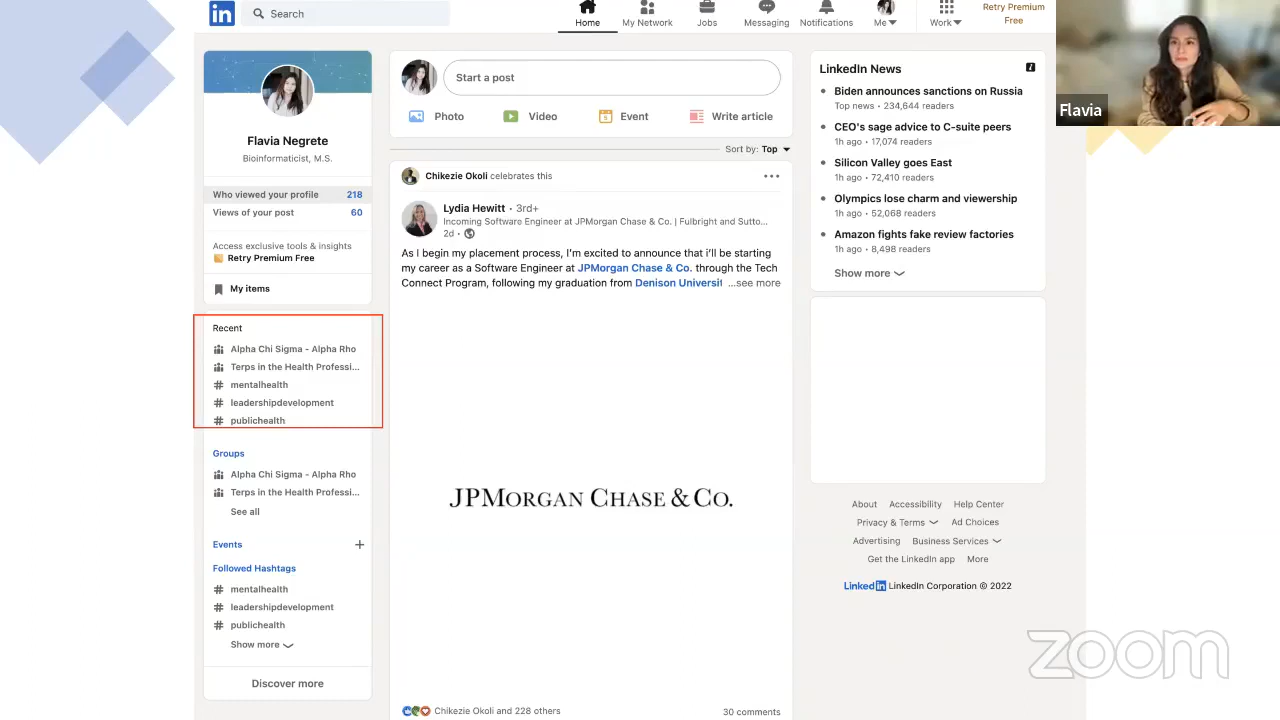 in
Search
Home
My Network
Jobs
Messaging
Notifications
Me
Work
Retry Premium
Free
Flavia
Flavia Negrete
Bioinformaticist, M.S.
Who viewed your profile 218
Views of your post 60
Access exclusive tools & insights
Retry Premium Free
My items
Recent
Alpha Chi Sigma - Alpha Rho
Terps in the Health Professi...
# mentalhealth
# leadershipdevelopment
# publichealth
Groups
Alpha Chi Sigma - Alpha Rho
Terps in the Health Professi...
See all
Events +
Followed Hashtags
# mentalhealth
# leadershipdevelopment
# publichealth
Show more
Discover more
Start a post
Photo
Video
Event
Write article
Sort by: Top
Chikezie Okoli celebrates this
Lydia Hewitt • 3rd+
Incoming Software Engineer at JPMorgan Chase & Co. | Fulbright and Sutto...
2d •
As I begin my placement process, I'm excited to announce that i'll be starting
my career as a Software Engineer at JPMorgan Chase & Co. through the Tech
Connect Program, following my graduation from Denison Universit ...see more
JPMORGAN CHASE & CO.
Chikezie Okoli and 228 others
30 comments
LinkedIn News
Biden announces sanctions on Russia
Top news • 234,644 readers
CEO's sage advice to C-suite peers
1h ago • 17,074 readers
Silicon Valley goes East
1h ago • 72,410 readers
Olympics lose charm and viewership
1h ago • 52,068 readers
Amazon fights fake review factories
1h ago • 8,498 readers
Show more
About Accessibility Help Center
Privacy & Terms Ad Choices
Advertising Business Services
Get the LinkedIn app More
LinkedIn LinkedIn Corporation © 2022
zoom